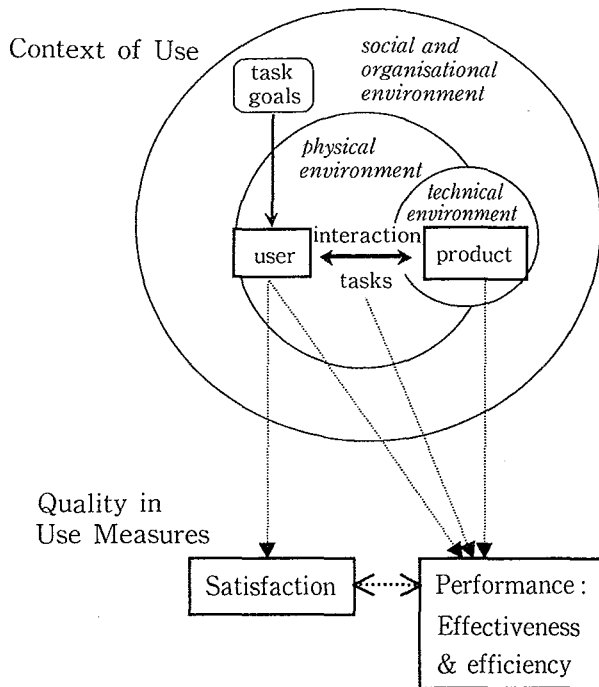 Context of Use
social and
organisational
environment
task
goals
physical
environment
technical
environment
interaction
user
product
tasks
Quality in
Use Measures
Satisfaction
Performance :
Effectiveness
& efficiency